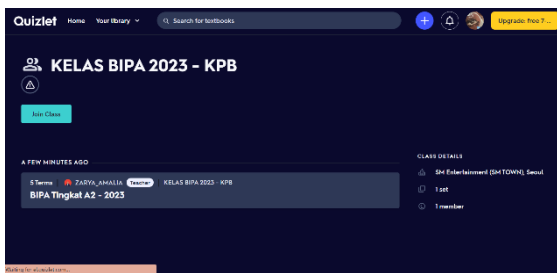 Quizlet Home Your library Search for textbooks Upgrade: free 7-...
KELAS BIPA 2023 - KPB
Join Class
A FEW MINUTES AGO
5 Terms ZARYA_AMALIA Teacher KELAS BIPA 2023 - KPB
BIPA Tingkat A2 - 2023
CLASS DETAILS
SM Entertainment (SM TOWN), Seoul
1 set
1 member